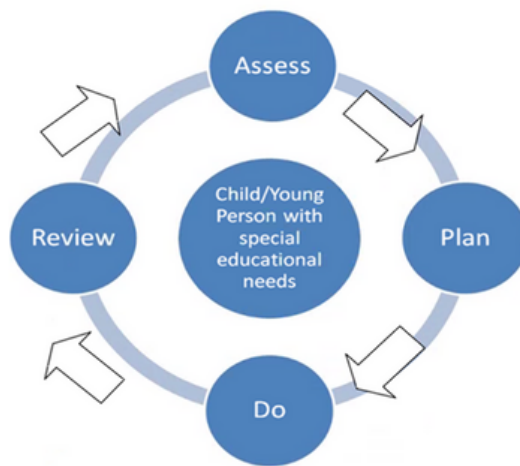 Assess
Child/Young
Person with
special
educational
needs
Review
Plan
Do